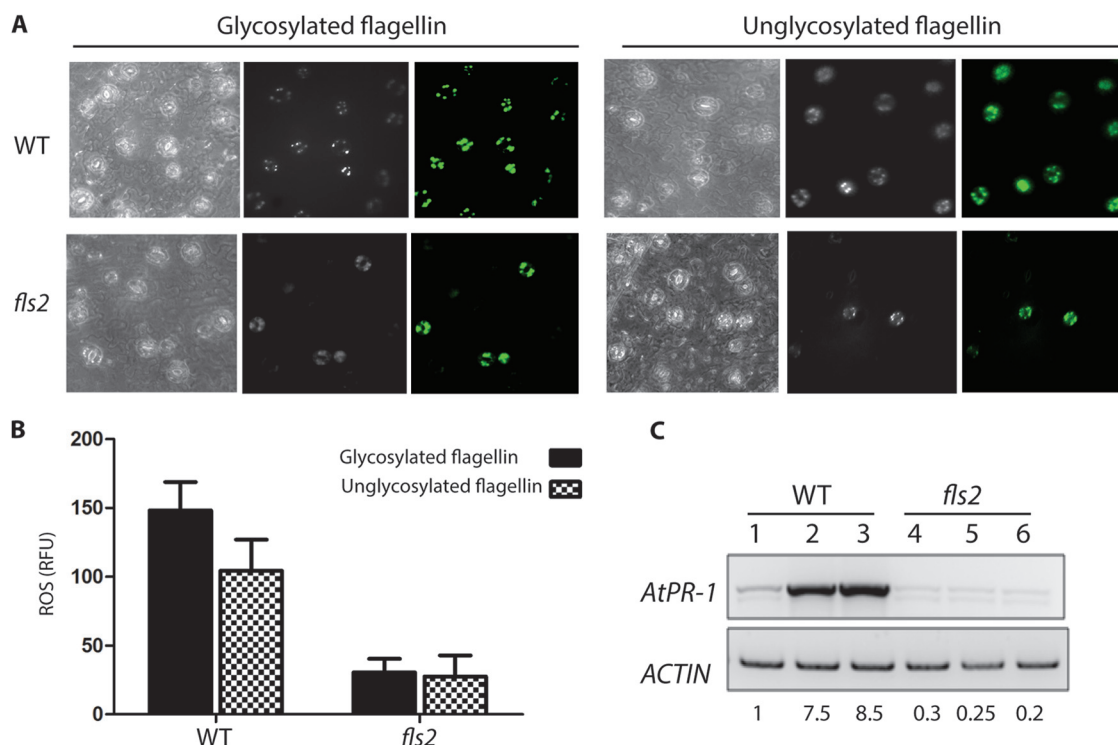 A
Glycosylated flagellin
Unglycosylated flagellin
WT
fls2
B
200
150
100
50
0
ROS (RFU)
Glycosylated flagellin
Unglycosylated flagellin
WT
fls2
C
WT
fls2
1 2 3 4 5 6
AtPR-1
ACTIN
1 7.5 8.5 0.3 0.25 0.2